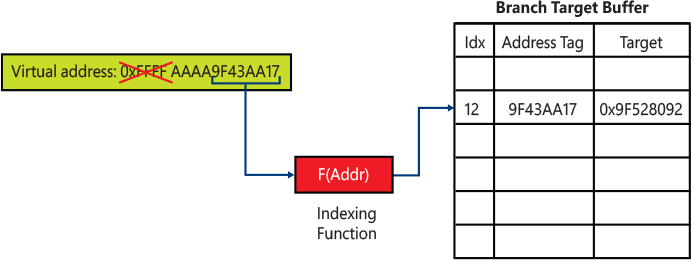 Branch Target Buffer
Idx Address Tag Target
Virtual address: 0xFFFF AAAA9F43AA17
12 9F43AA17 0x9F528092
F(Addr)
Indexing
Function